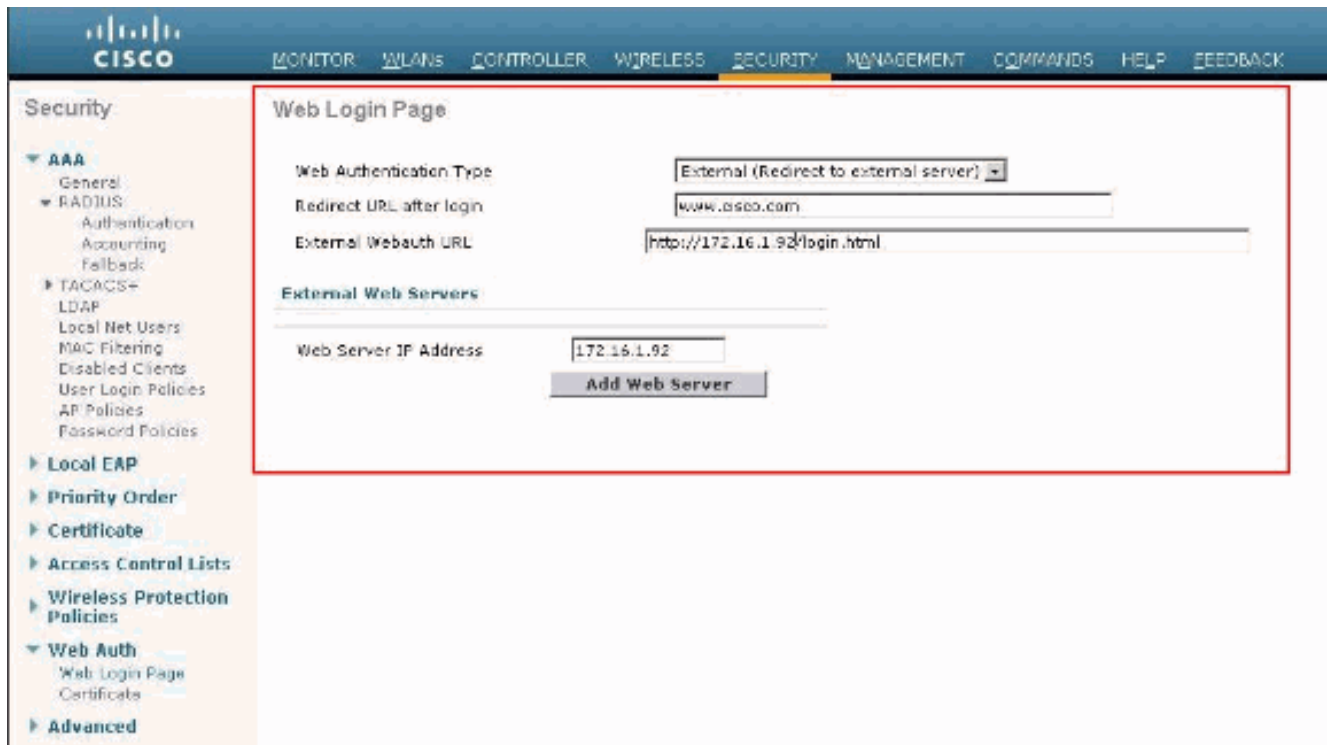 CISCO
MONITOR WLANs CONTROLLER WIRELESS SECURITY MANAGEMENT COMMANDS HELP FEEDBACK
Security
AAA
General
RADIUS
Authentication
Accounting
Fallback
TACACS+
LDAP
Local Net Users
MAC Filtering
Disabled Clients
User Login Policies
AP Policies
Password Policies
Local EAP
Priority Order
Certificate
Access Control Lists
Wireless Protection
Policies
Web Auth
Web Login Page
Certificate
Advanced
Web Login Page
Web Authentication Type External (Redirect to external server)
Redirect URL after login www.cisco.com
External Webauth URL http://172.16.1.92/login.html
External Web Servers
Web Server IP Address 172.16.1.92
Add Web Server